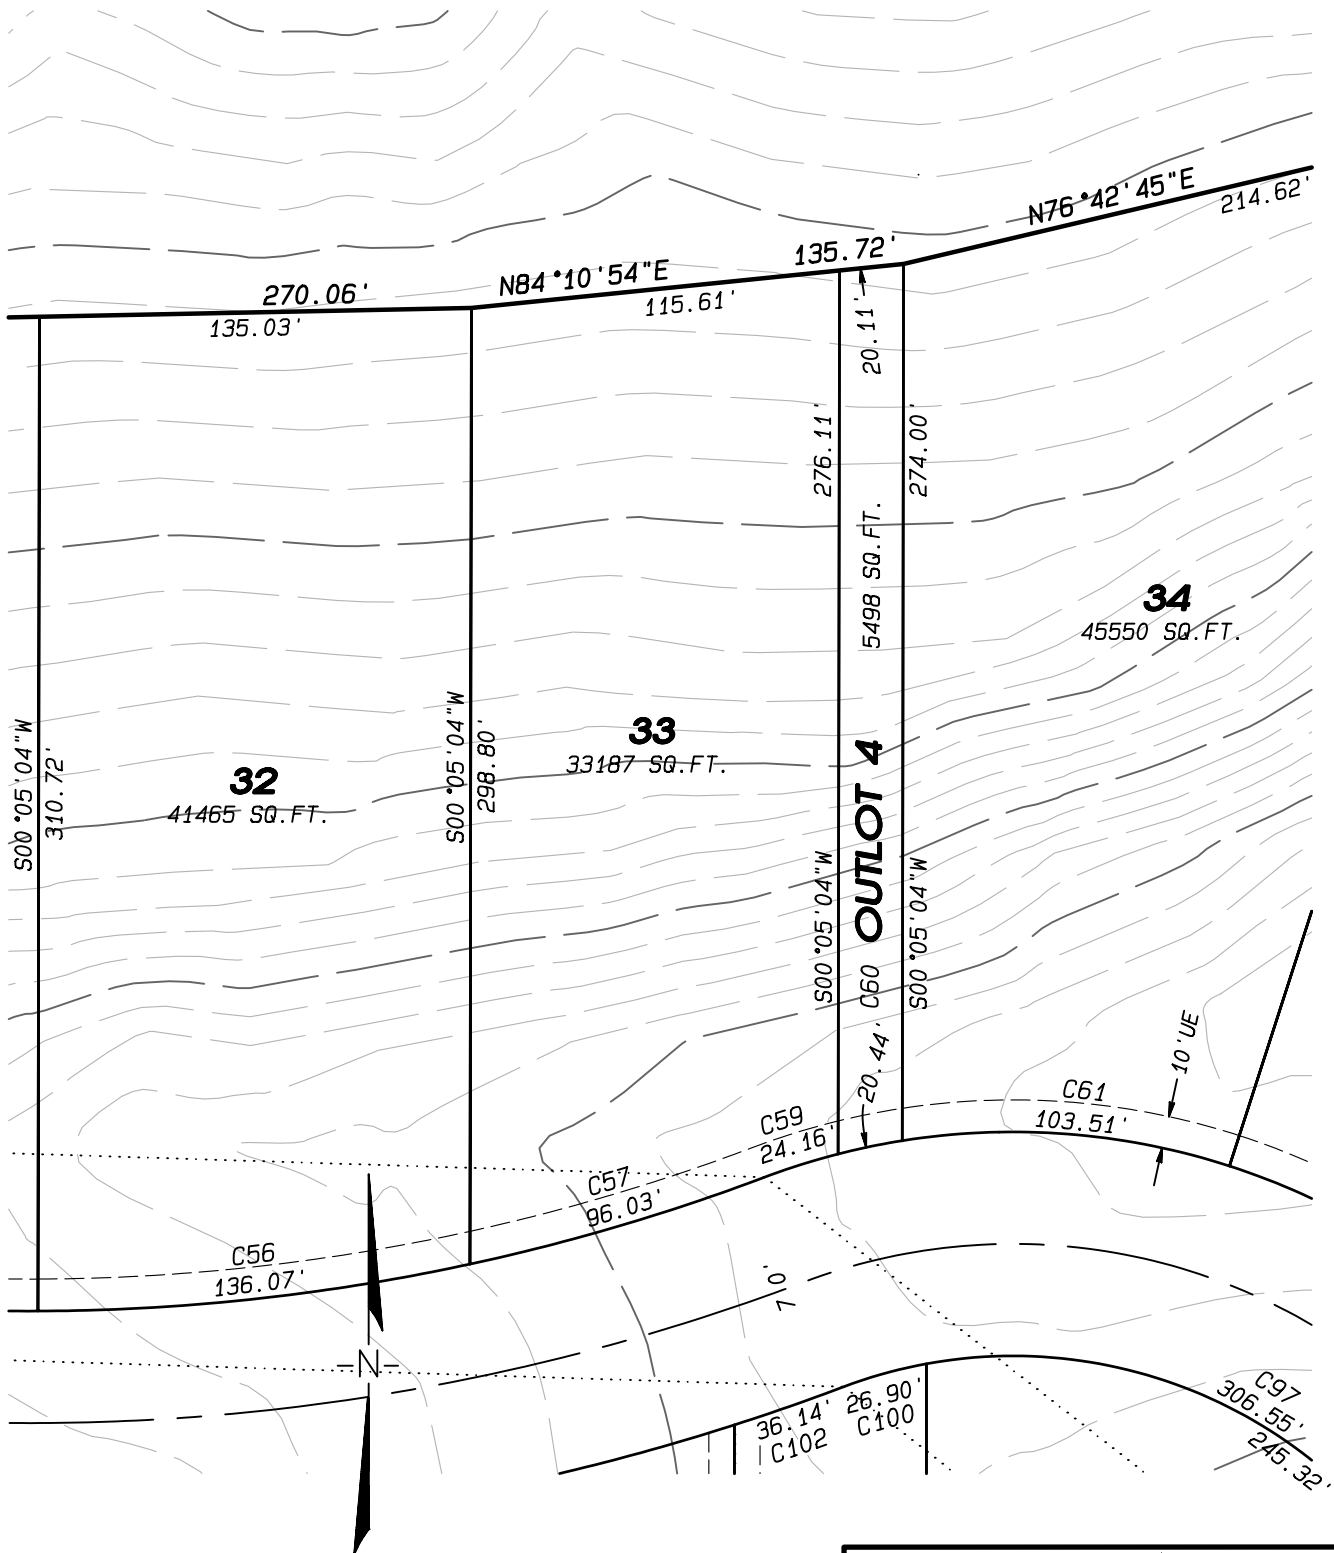 N76°42'45"E
214.62'
135.72'
N84°10'54"E
115.61'
270.06'
135.03'
20.11'
276.11'
274.00'
5498 SQ.FT.
34
45550 SQ.FT.
S00°05'04"W
310.72'
32
41465 SQ.FT.
S00°05'04"W
298.80'
33
33187 SQ.FT.
OUTLOT 4
S00°05'04"W
S00°05'04"W
20.44' C60
10'UE
C61
103.51'
C59
24.16'
C57
96.03'
C56
136.07'
70'
-N-
36.14'
C102
26.90'
C100
C97
306.55'
245.32'